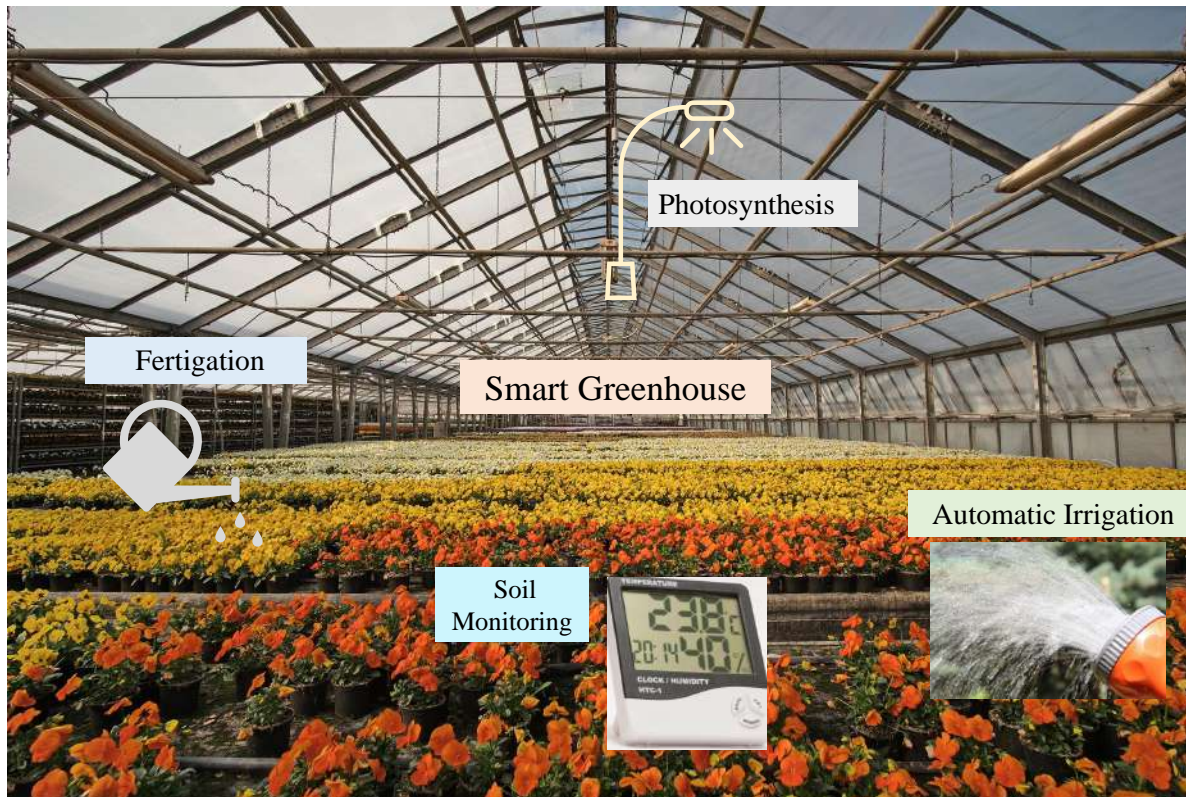 Photosynthesis
Fertigation
Smart Greenhouse
Automatic Irrigation
Soil
Monitoring
TEMPERATURE
23.8°C
20:14 40%
CLOCK / HUMIDITY
HTC-1